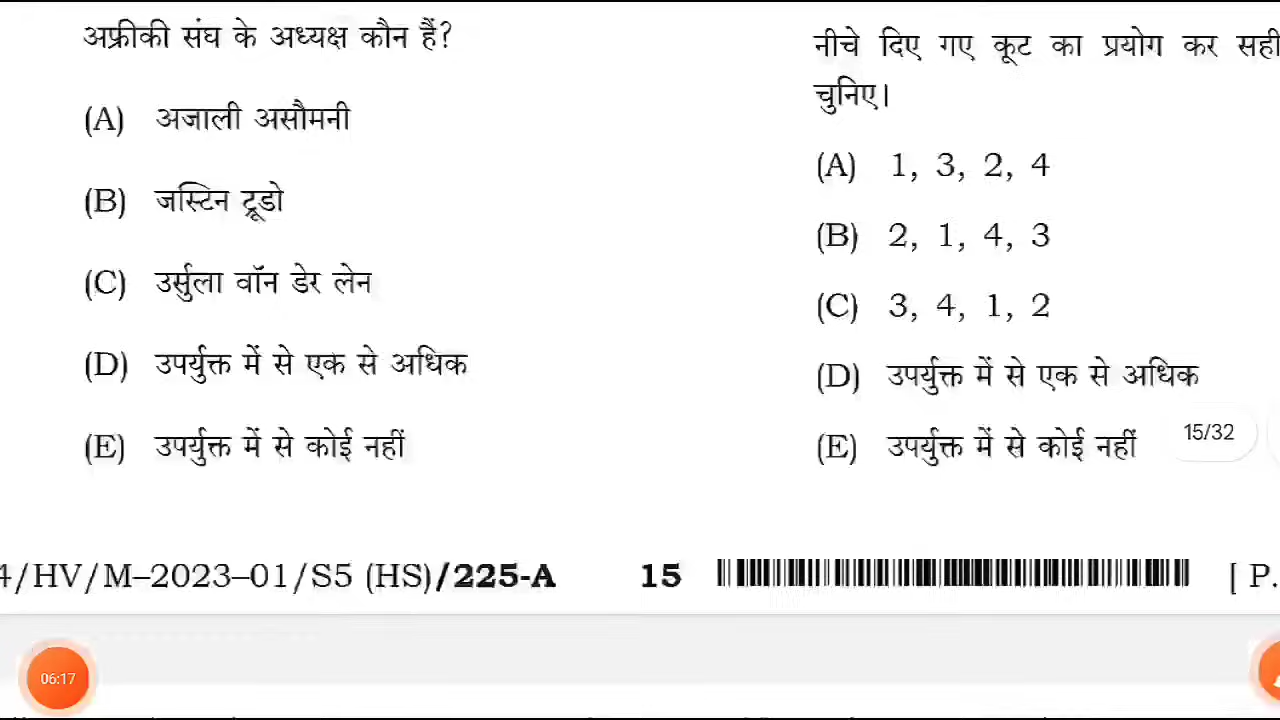 अफ्रीकी संघ के अध्यक्ष कौन हैं?
(A) अजाली असौमनी
(B) जस्टिन ट्रूडो
(C) उर्सुला वॉन डेर लेन
(D) उपर्युक्त में से एक से अधिक
(E) उपर्युक्त में से कोई नहीं
नीचे दिए गए कूट का प्रयोग कर सही
चुनिए।
(A) 1, 3, 2, 4
(B) 2, 1, 4, 3
(C) 3, 4, 1, 2
(D) उपर्युक्त में से एक से अधिक
(E) उपर्युक्त में से कोई नहीं
15/32
4/HV/M–2023–01/S5 (HS)/225-A 15 [ P.
06:17